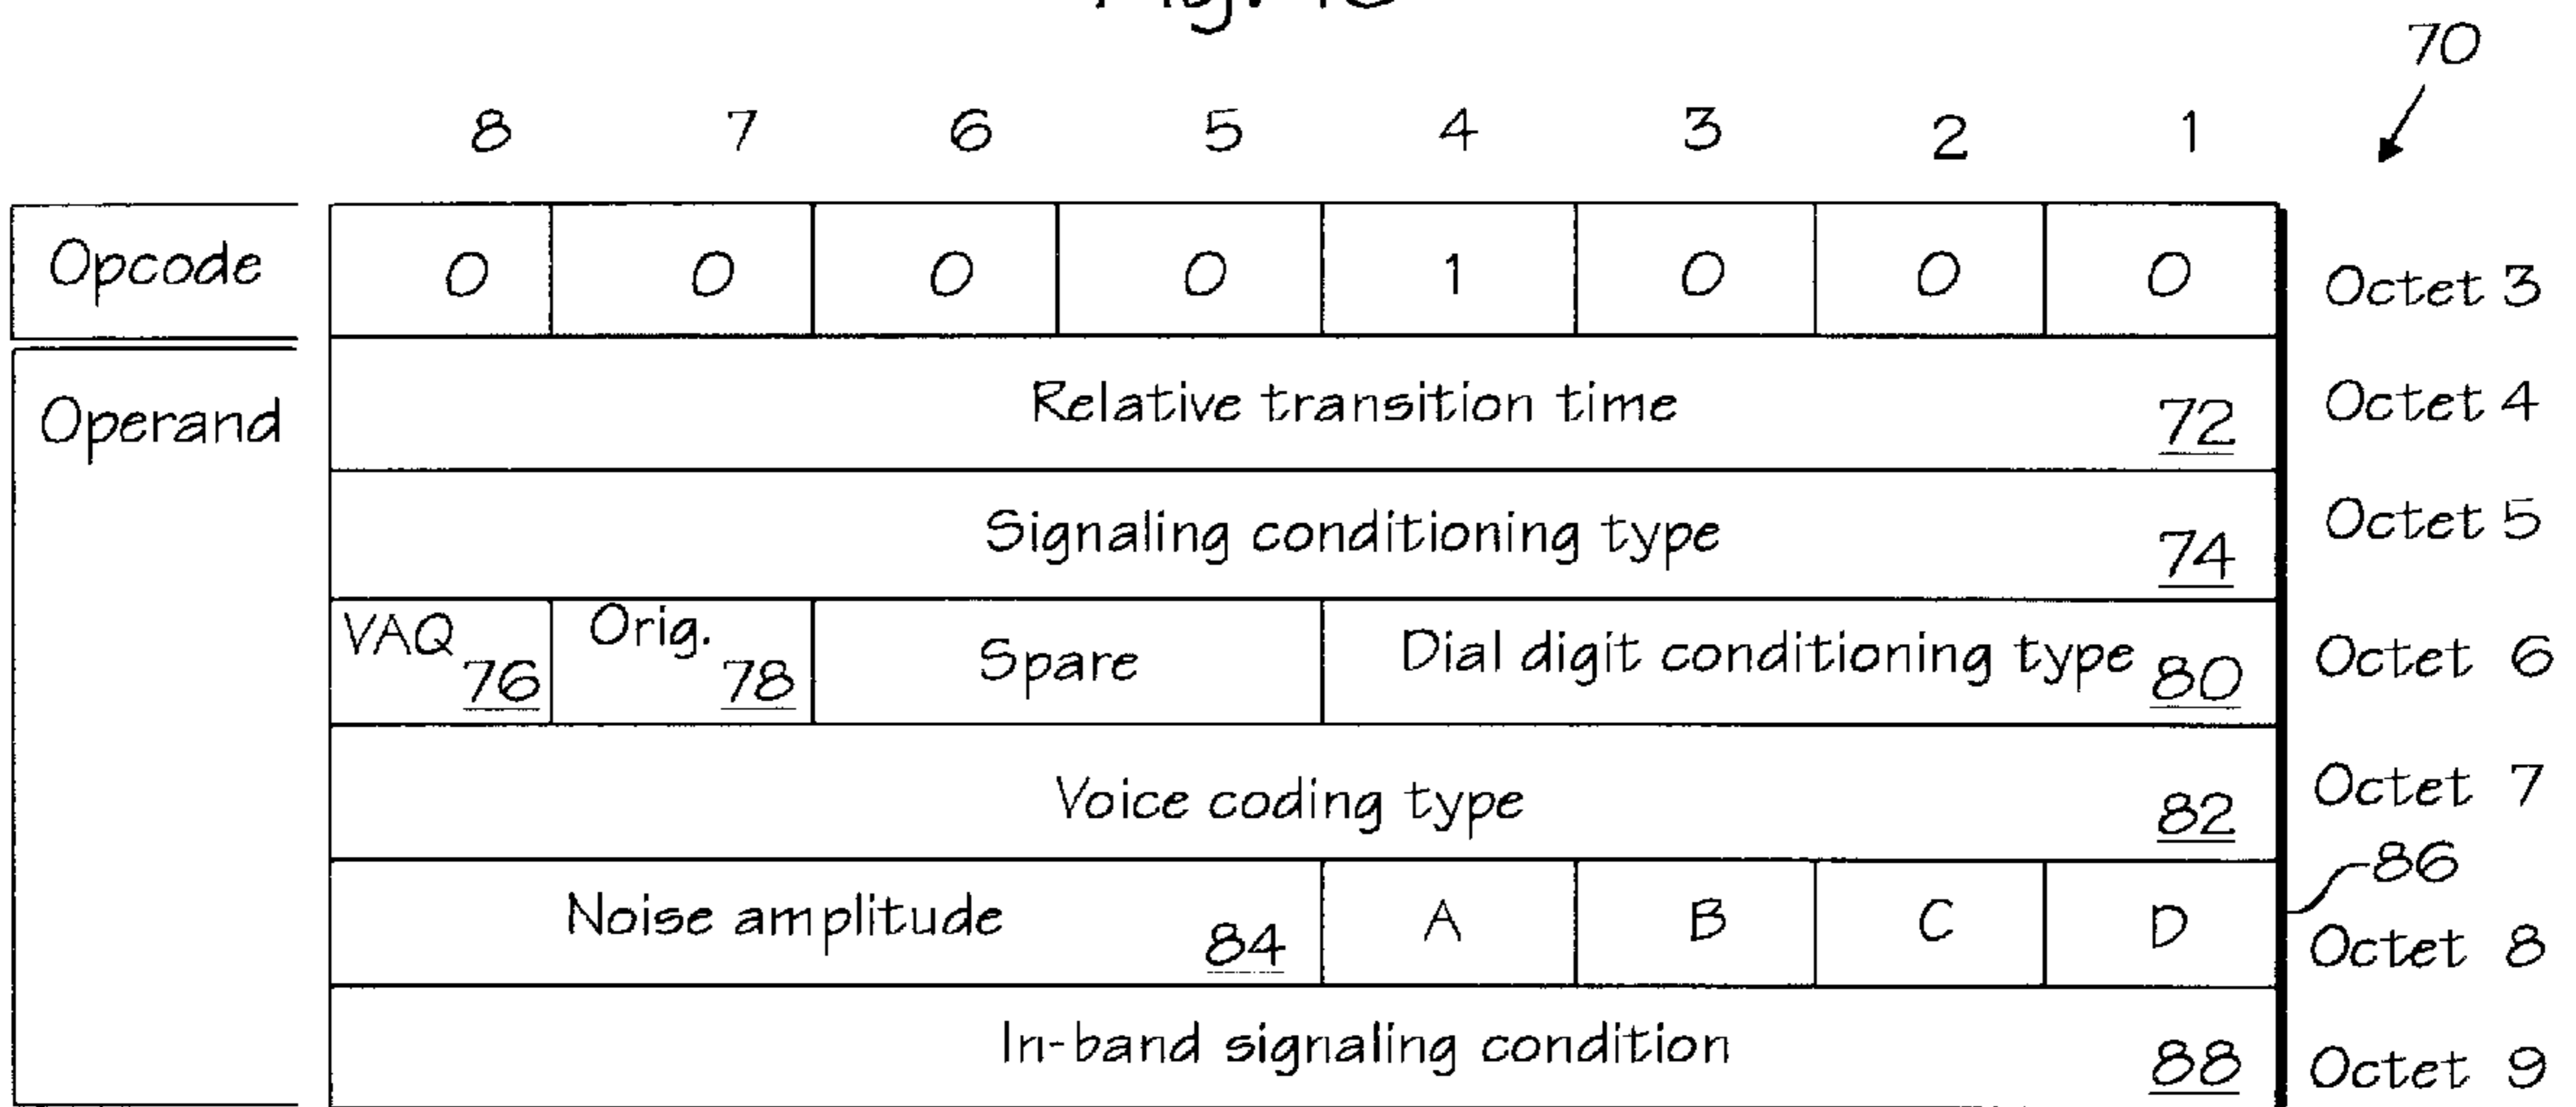 70
8 7 6 5 4 3 2 1
Opcode 0 0 0 0 1 0 0 0 Octet 3
Operand Relative transition time 72 Octet 4
Signaling conditioning type 74 Octet 5
VAQ 76 Orig. 78 Spare Dial digit conditioning type 80 Octet 6
Voice coding type 82 Octet 7
86
Noise amplitude 84 A B C D Octet 8
In-band signaling condition 88 Octet 9